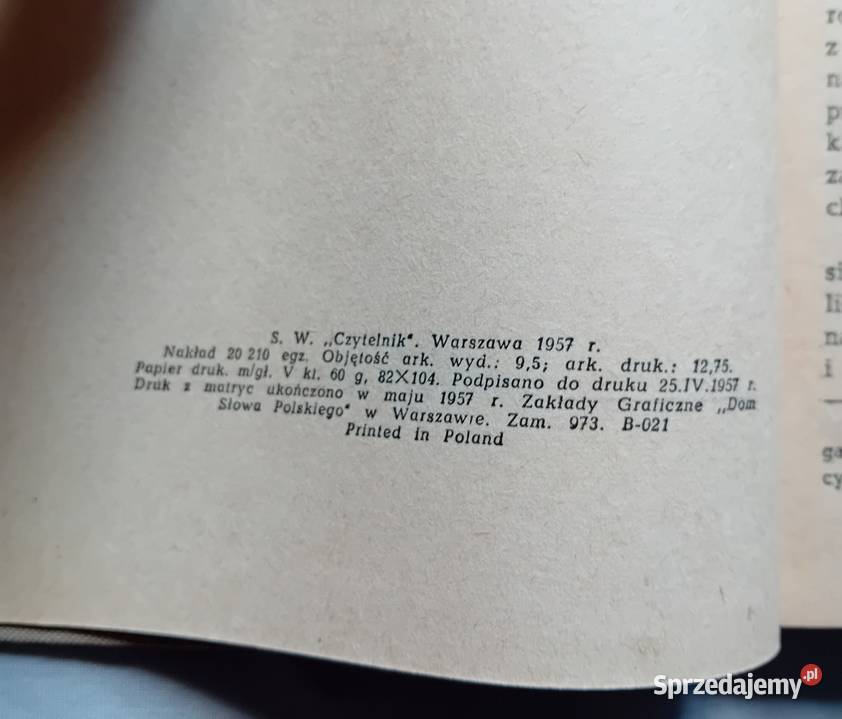 S. W. „Czytelnik". Warszawa 1957 r.
Nakład 20 210 egz. Objętość ark. wyd.: 9,5; ark. druk.: 12,75.
Papier druk. m/gł. V kl. 60 g, 82×104. Podpisano do druku 25.IV.1957 r.
Druk z matryc ukończono w maju 1957 r. Zakłady Graficzne „Dom
Słowa Polskiego" w Warszawie. Zam. 973. B-021
Printed in Poland
Sprzedajemy.pl